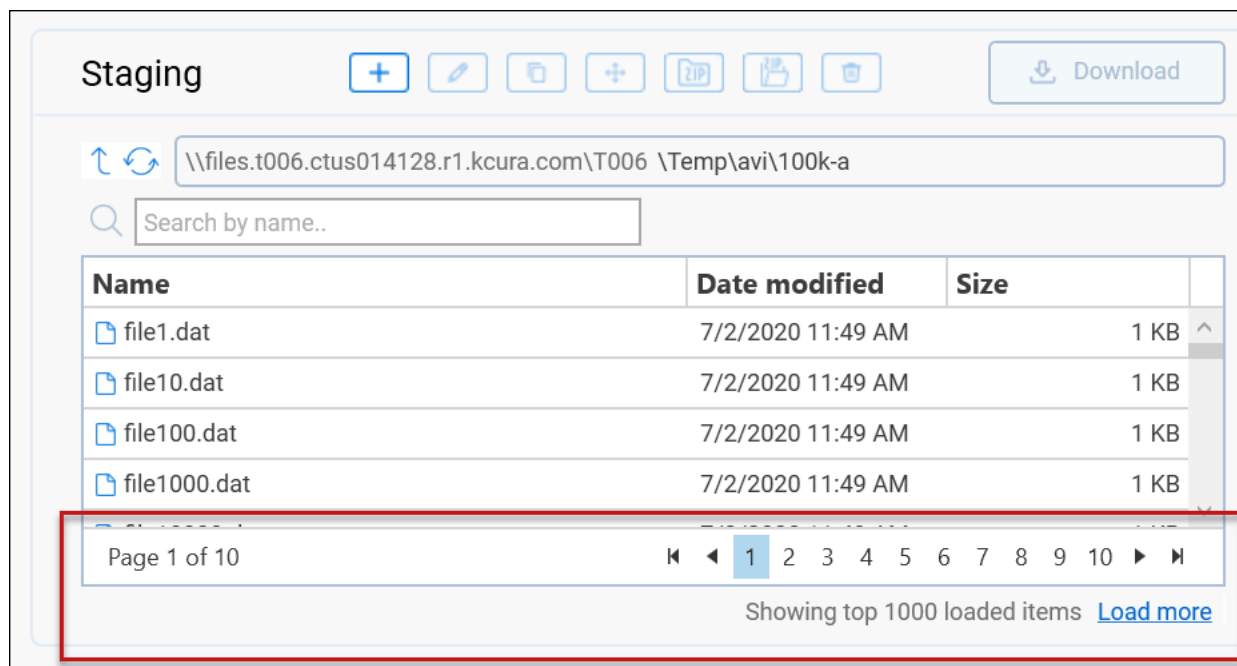 Staging ZIP ZIP Download
\\files.t006.ctus014128.r1.kcura.com\T006 \Temp\avi\100k-a
Search by name..
Name Date modified Size
file1.dat 7/2/2020 11:49 AM 1 KB
file10.dat 7/2/2020 11:49 AM 1 KB
file100.dat 7/2/2020 11:49 AM 1 KB
file1000.dat 7/2/2020 11:49 AM 1 KB
Page 1 of 10 1 2 3 4 5 6 7 8 9 10
Showing top 1000 loaded items Load more